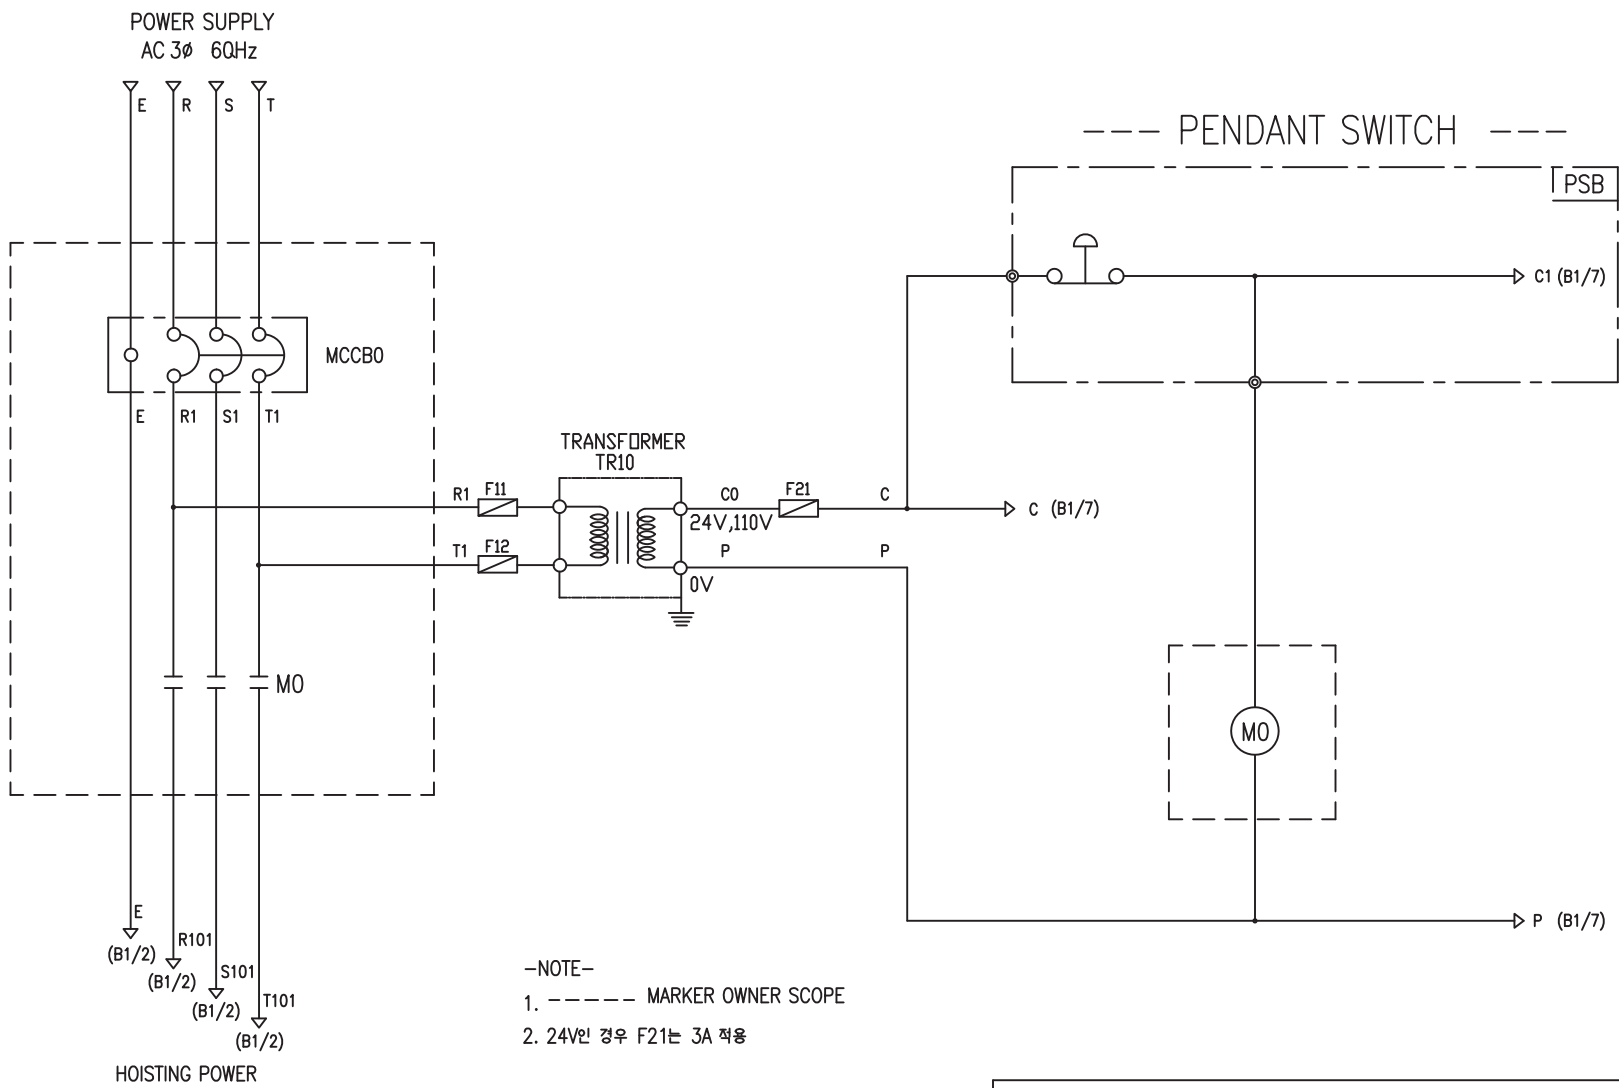 POWER SUPPLY
AC 3ø 60Hz
E R S T
PENDANT SWITCH
PSB
C1 (B1/7)
MCCB0
E R1 S1 T1
TRANSFORMER
TR10
R1 F11
C0 F21 C
C (B1/7)
24V,110V
T1 F12
P P
0V
M0
M0
E
(B1/2)
P (B1/7)
R101
(B1/2)
S101
(B1/2)
T101
(B1/2)
HOISTING POWER
-NOTE-
1. ------ MARKER OWNER SCOPE
2. 24V인 경우 F21는 3A 적용